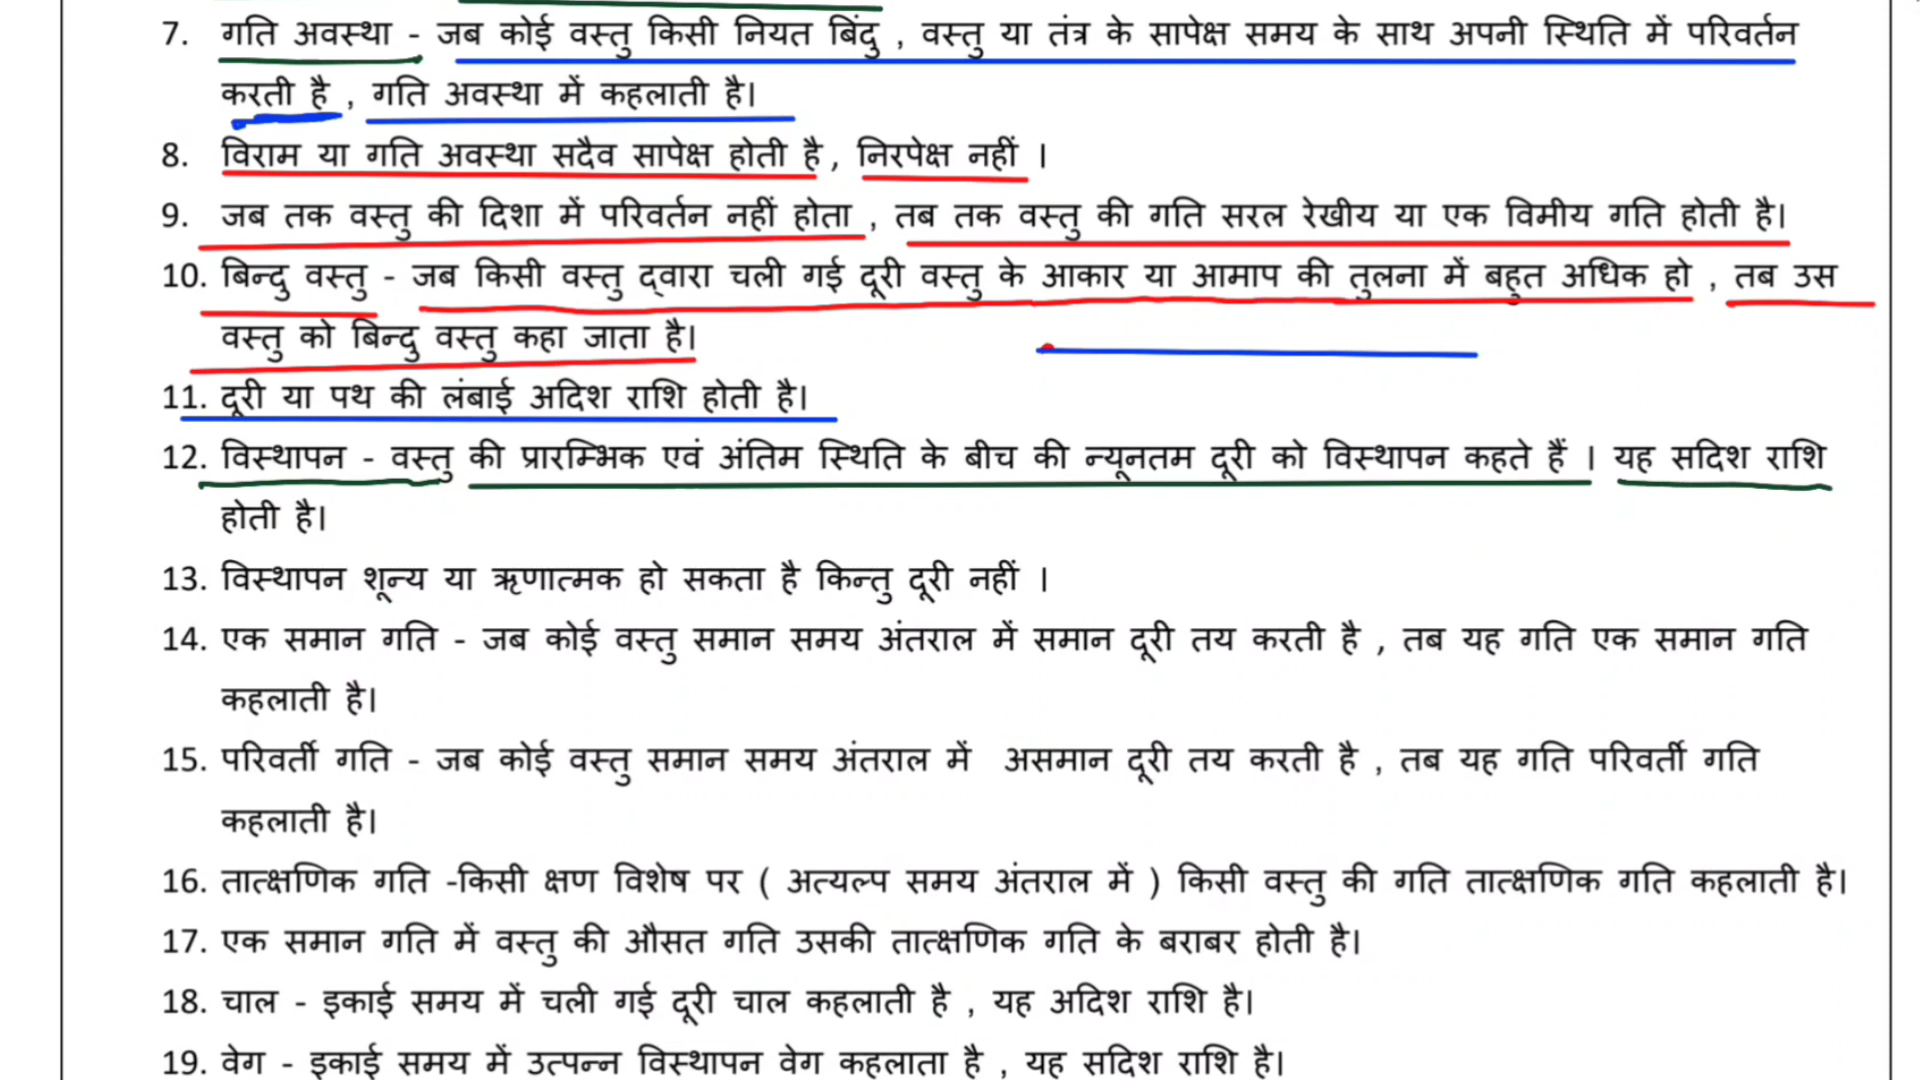 7. गति अवस्था - जब कोई वस्तु किसी नियत बिंदु , वस्तु या तंत्र के सापेक्ष समय के साथ अपनी स्थिति में परिवर्तन
करती है , गति अवस्था में कहलाती है।
8. विराम या गति अवस्था सदैव सापेक्ष होती है , निरपेक्ष नहीं ।
9. जब तक वस्तु की दिशा में परिवर्तन नहीं होता , तब तक वस्तु की गति सरल रेखीय या एक विमीय गति होती है।
10. बिन्दु वस्तु - जब किसी वस्तु द्वारा चली गई दूरी वस्तु के आकार या आमाप की तुलना में बहुत अधिक हो , तब उस
वस्तु को बिन्दु वस्तु कहा जाता है।
11. दूरी या पथ की लंबाई अदिश राशि होती है।
12. विस्थापन - वस्तु की प्रारम्भिक एवं अंतिम स्थिति के बीच की न्यूनतम दूरी को विस्थापन कहते हैं । यह सदिश राशि
होती है।
13. विस्थापन शून्य या ऋणात्मक हो सकता है किन्तु दूरी नहीं ।
14. एक समान गति - जब कोई वस्तु समान समय अंतराल में समान दूरी तय करती है , तब यह गति एक समान गति
कहलाती है।
15. परिवर्ती गति - जब कोई वस्तु समान समय अंतराल में असमान दूरी तय करती है , तब यह गति परिवर्ती गति
कहलाती है।
16. तात्क्षणिक गति -किसी क्षण विशेष पर ( अत्यल्प समय अंतराल में ) किसी वस्तु की गति तात्क्षणिक गति कहलाती है।
17. एक समान गति में वस्तु की औसत गति उसकी तात्क्षणिक गति के बराबर होती है।
18. चाल - इकाई समय में चली गई दूरी चाल कहलाती है , यह अदिश राशि है।
19. वेग - इकाई समय में उत्पन्न विस्थापन वेग कहलाता है , यह सदिश राशि है।